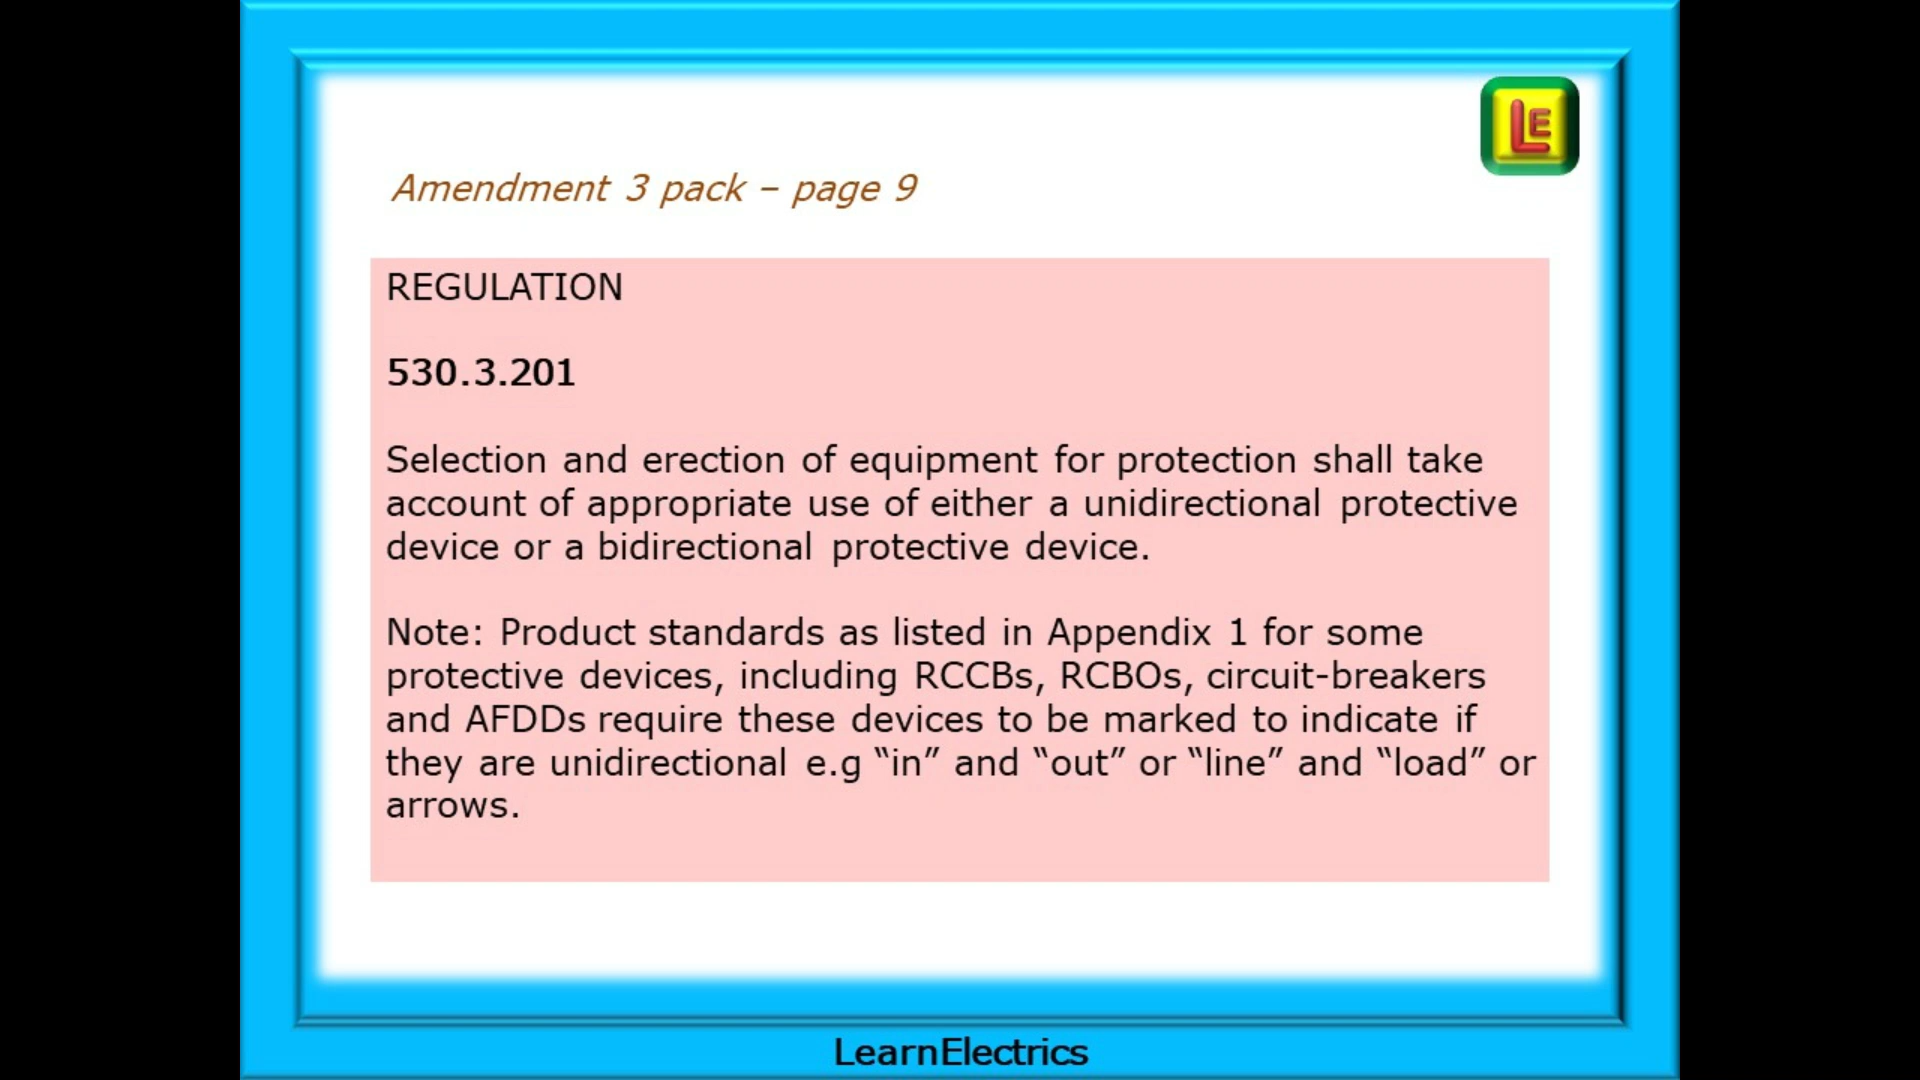 LE
Amendment 3 pack – page 9
REGULATION
530.3.201
Selection and erection of equipment for protection shall take
account of appropriate use of either a unidirectional protective
device or a bidirectional protective device.
Note: Product standards as listed in Appendix 1 for some
protective devices, including RCCBs, RCBOs, circuit-breakers
and AFDDs require these devices to be marked to indicate if
they are unidirectional e.g “in” and “out” or “line” and “load” or
arrows.
LearnElectrics